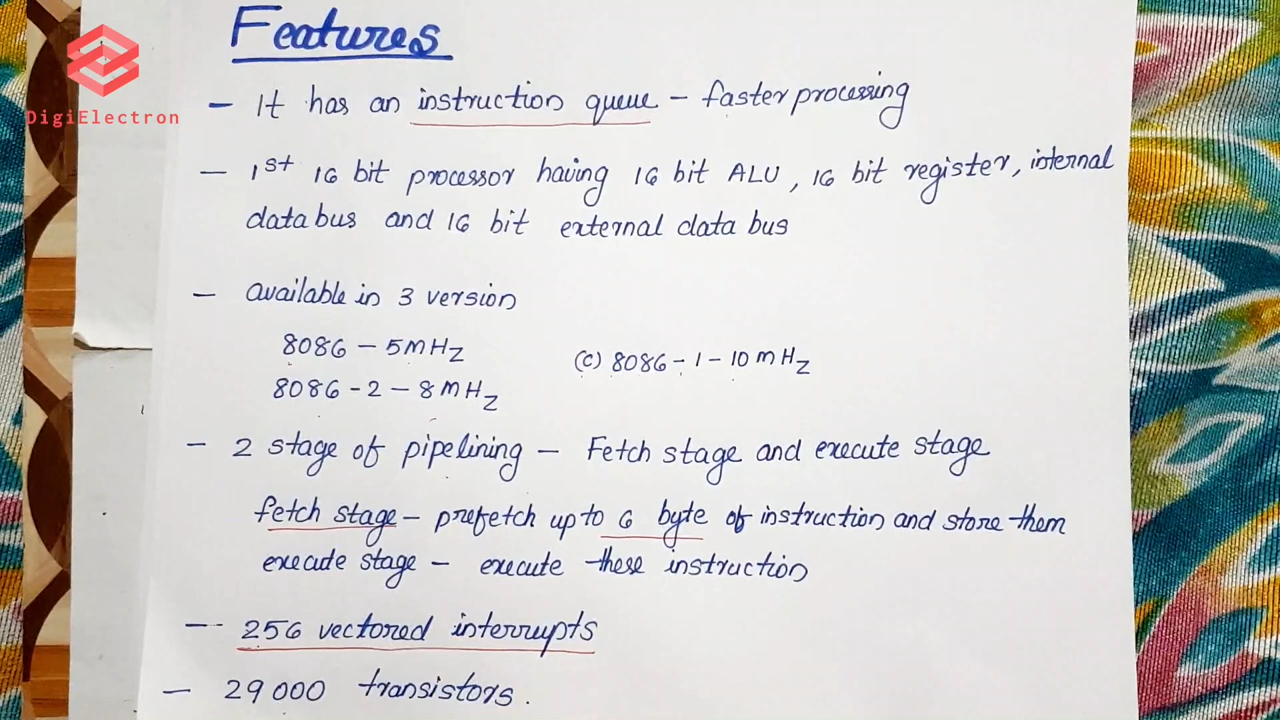 Features
DigiElectron
- It has an instruction queue - faster processing
- 1st 16 bit processor having 16 bit ALU, 16 bit register, internal
data bus and 16 bit external data bus
- available in 3 version
8086 - 5MHz
(c) 8086 - 1 - 10 MHz
8086 - 2 - 8 MHz
- 2 stage of pipelining - Fetch stage and execute stage
fetch stage - prefetch up to 6 byte of instruction and store them
execute stage - execute these instruction
- 256 vectored interrupts
- 29000 transistors.